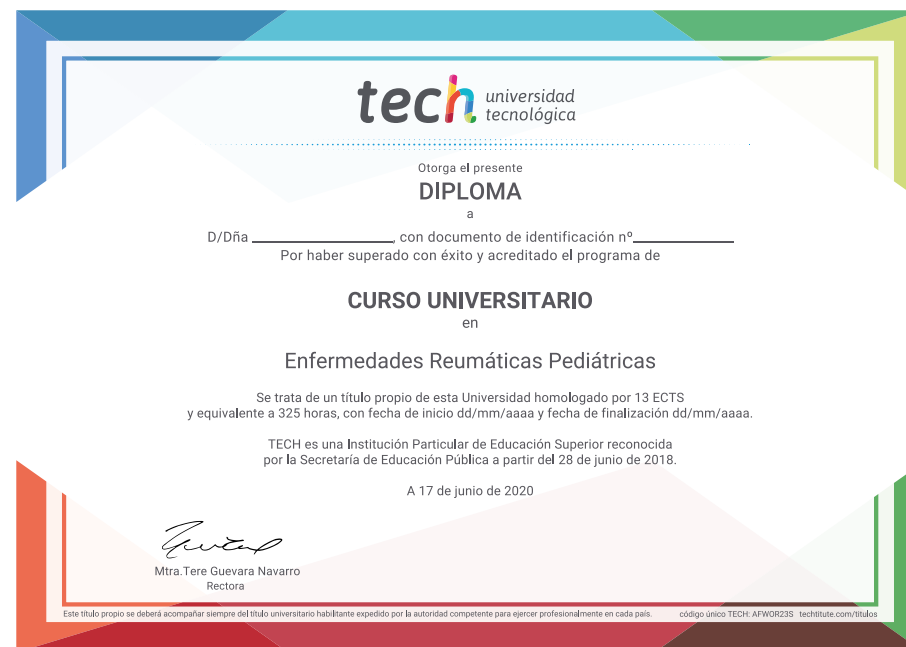 tech universidad
tecnológica
Otorga el presente
DIPLOMA
a
D/Dña ____________________, con documento de identificación nº______________
Por haber superado con éxito y acreditado el programa de
CURSO UNIVERSITARIO
en
Enfermedades Reumáticas Pediátricas
Se trata de un título propio de esta Universidad homologado por 13 ECTS
y equivalente a 325 horas, con fecha de inicio dd/mm/aaaa y fecha de finalización dd/mm/aaaa.
TECH es una Institución Particular de Educación Superior reconocida
por la Secretaría de Educación Pública a partir del 28 de junio de 2018.
A 17 de junio de 2020
Mtra.Tere Guevara Navarro
Rectora
Este título propio se deberá acompañar siempre del título universitario habilitante expedido por la autoridad competente para ejercer profesionalmente en cada país. código único TECH: AFWOR23S techtitute.com/titulos